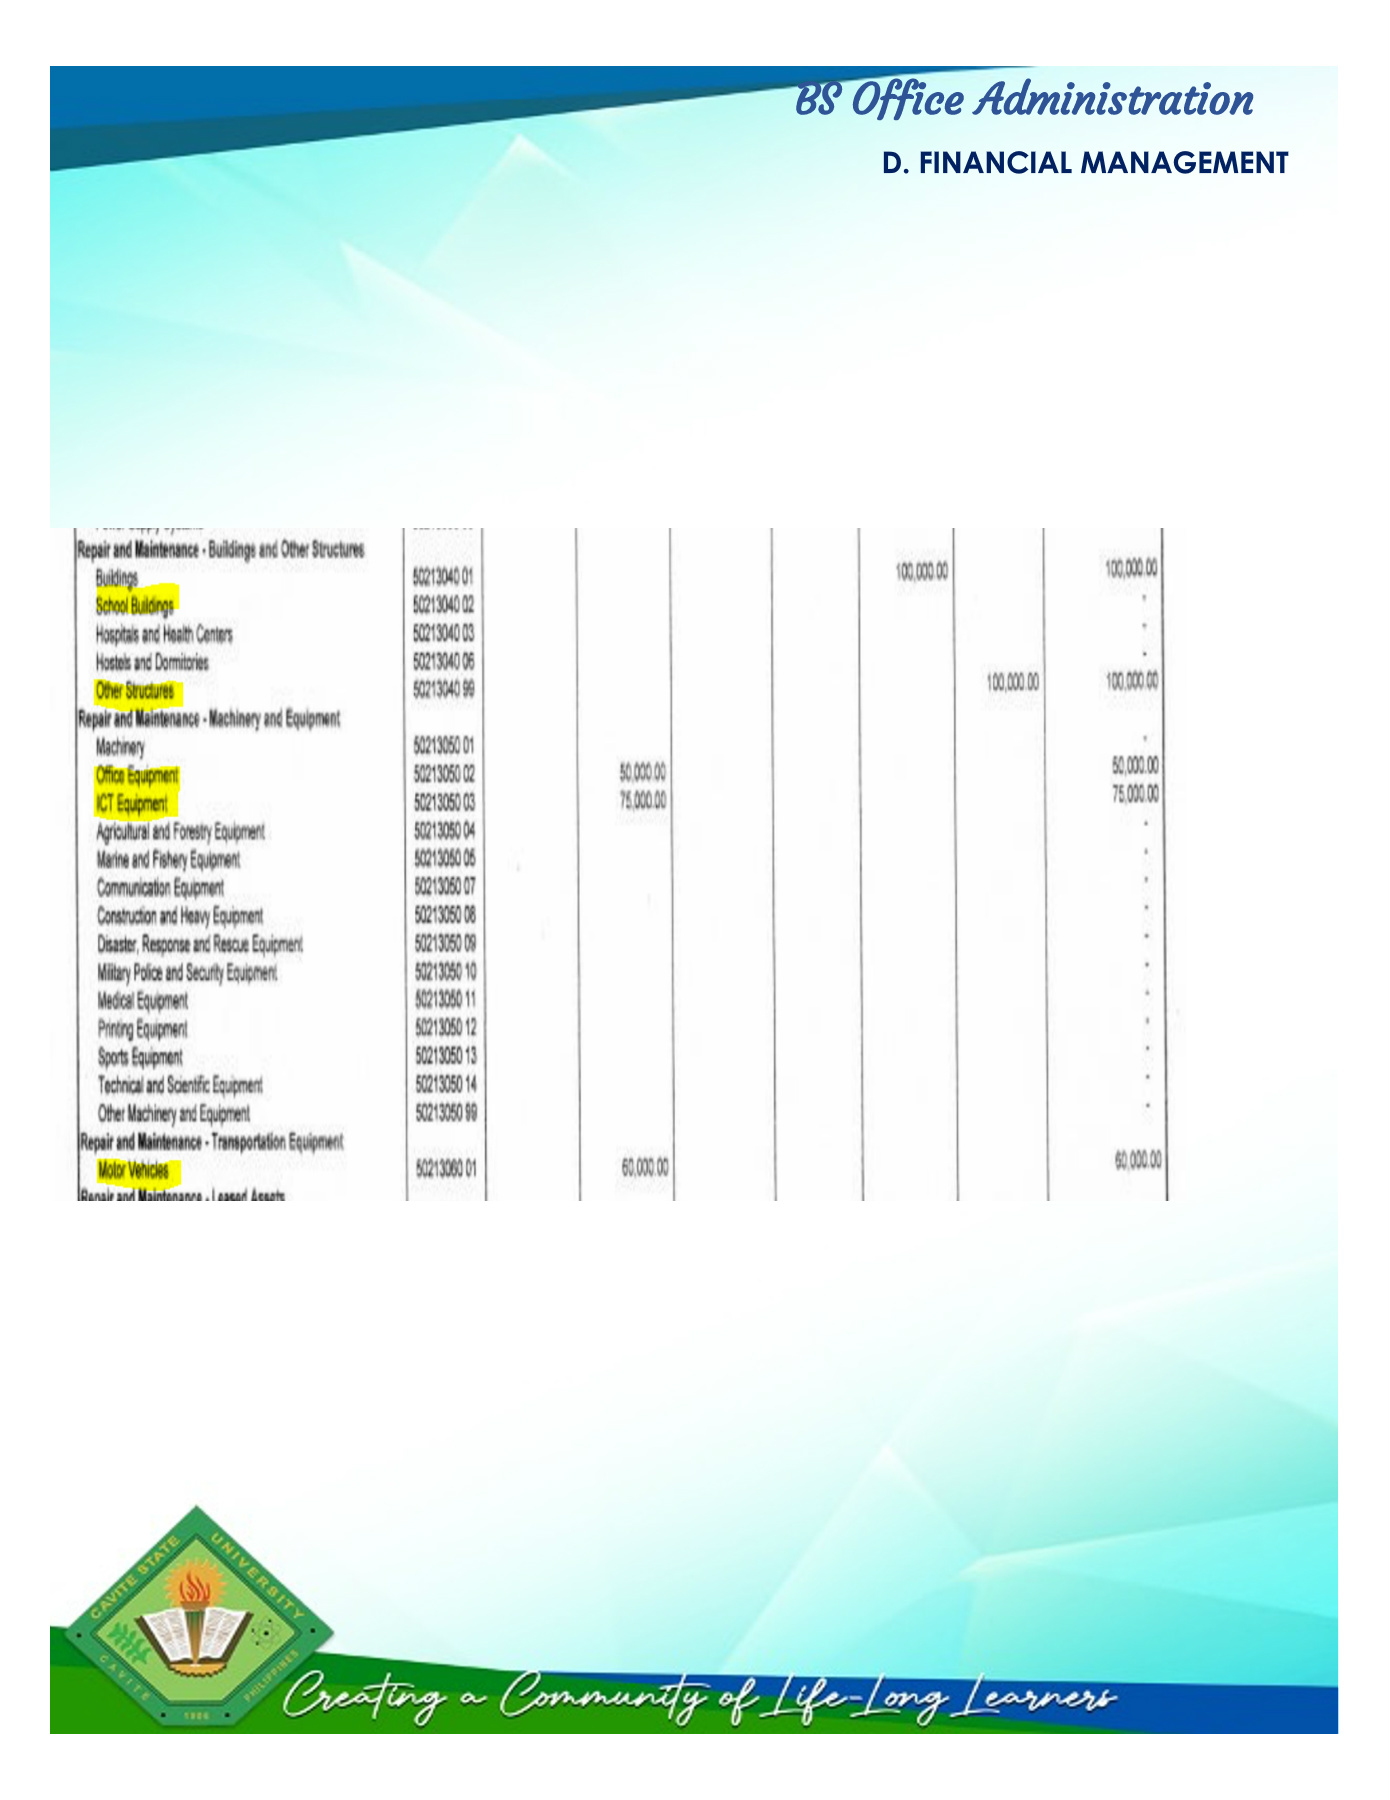 BS Office Administration
D. FINANCIAL MANAGEMENT
Repair and Maintenance - Buildings and Other Structures
Buildings 50213040 01 100,000.00 100,000.00
School Buildings 50213040 02 -
Hospitals and Health Centers 50213040 03 -
Hostels and Dormitories 50213040 06 -
Other Structures 50213040 99 100,000.00 100,000.00
Repair and Maintenance - Machinery and Equipment
Machinery 50213050 01 -
Office Equipment 50213050 02 50,000.00 50,000.00
ICT Equipment 50213050 03 75,000.00 75,000.00
Agricultural and Forestry Equipment 50213050 04 -
Marine and Fishery Equipment 50213050 05 -
Communication Equipment 50213050 07 -
Construction and Heavy Equipment 50213050 08 -
Disaster, Response and Rescue Equipment 50213050 09 -
Military Police and Security Equipment 50213050 10 -
Medical Equipment 50213050 11 -
Printing Equipment 50213050 12 -
Sports Equipment 50213050 13 -
Technical and Scientific Equipment 50213050 14 -
Other Machinery and Equipment 50213050 99 -
Repair and Maintenance - Transportation Equipment
Motor Vehicles 50213060 01 60,000.00 60,000.00
Repair and Maintenance - Leased Assets
CAVITE STATE UNIVERSITY
CAVITE 1906 PHILIPPINES
Creating a Community of Life-Long Learners